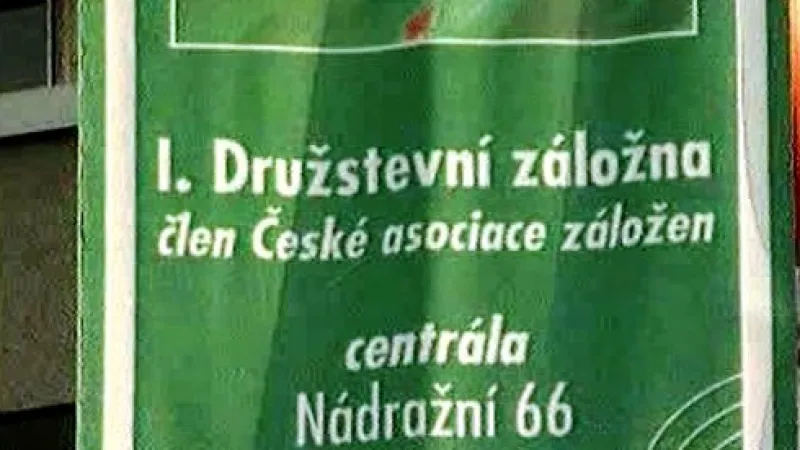 I. Družstevní záložna
člen České asociace záložen
centrála
Nádražní 66